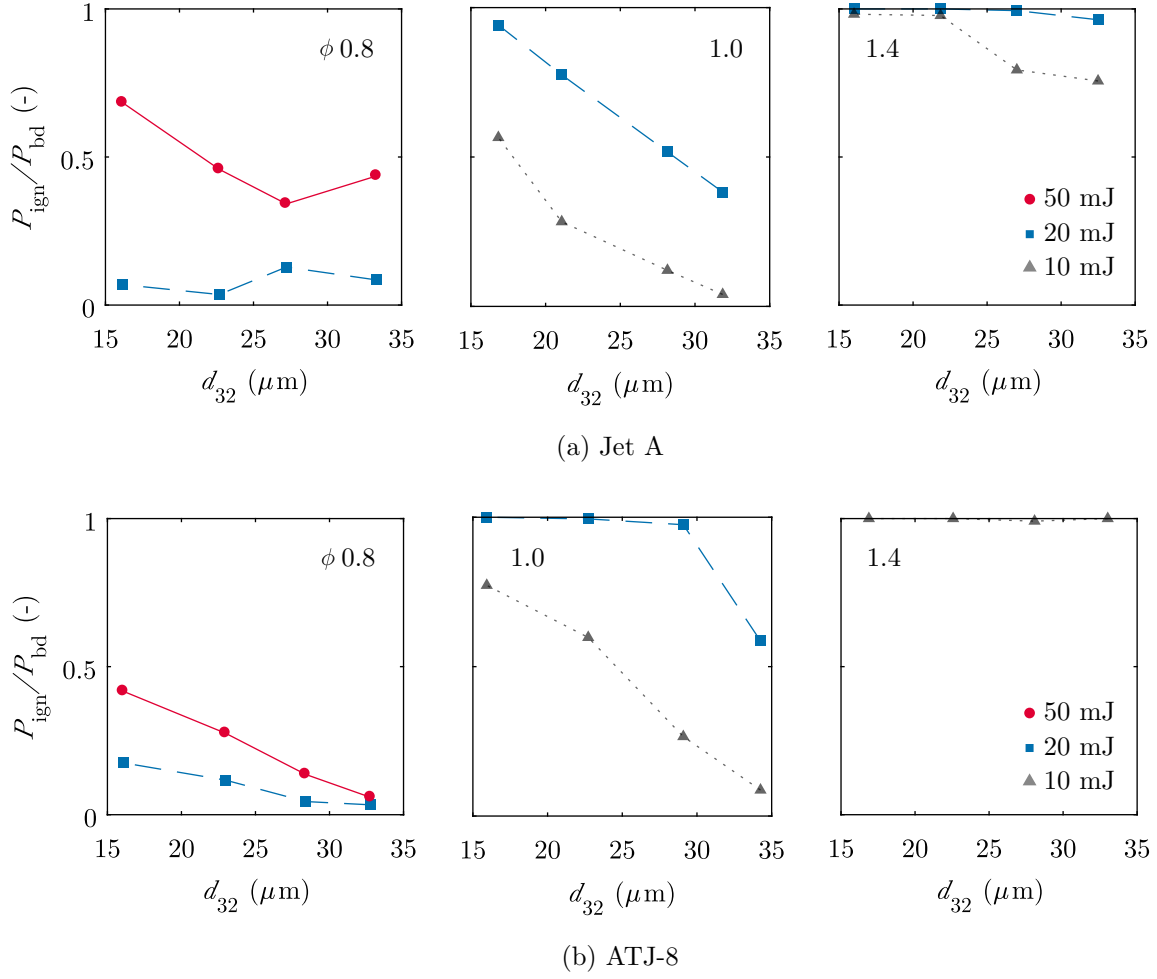 1
0.5
0
P_ign/P_bd (-)
ϕ 0.8
15 20 25 30 35
d_32 (μm)
1.0
15 20 25 30 35
d_32 (μm)
1.4
50 mJ
20 mJ
10 mJ
15 20 25 30 35
d_32 (μm)
(a) Jet A
1
0.5
0
P_ign/P_bd (-)
ϕ 0.8
15 20 25 30 35
d_32 (μm)
1.0
15 20 25 30 35
d_32 (μm)
1.4
50 mJ
20 mJ
10 mJ
15 20 25 30 35
d_32 (μm)
(b) ATJ-8